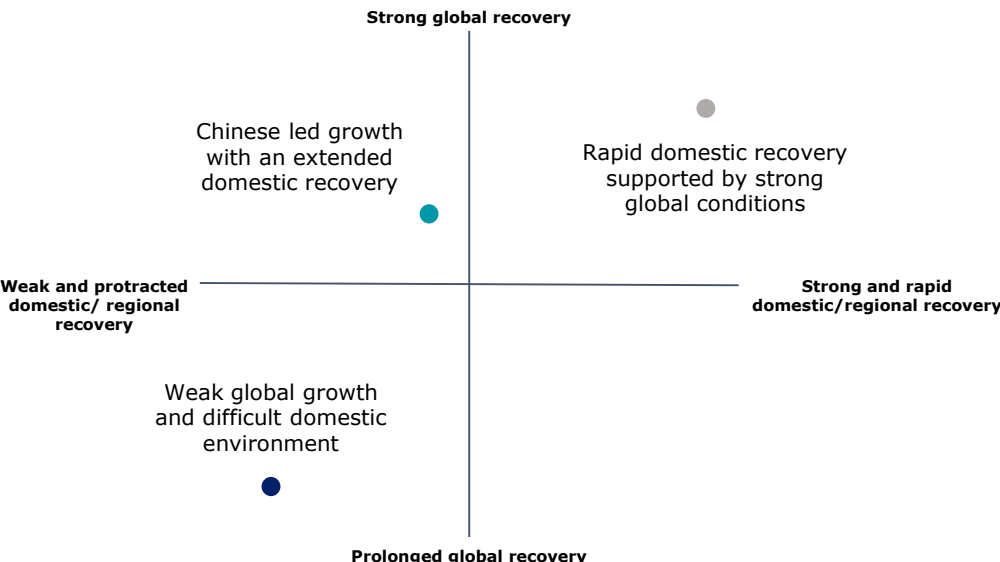 Strong global recovery
Chinese led growth
with an extended
domestic recovery
Rapid domestic recovery
supported by strong
global conditions
Weak and protracted
domestic/ regional
recovery
Strong and rapid
domestic/regional recovery
Weak global growth
and difficult domestic
environment
Prolonged global recovery